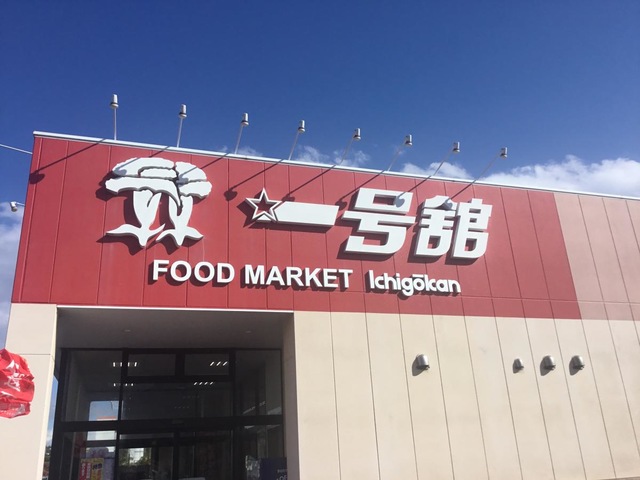 一号舘
FOOD MARKET Ichigōkan